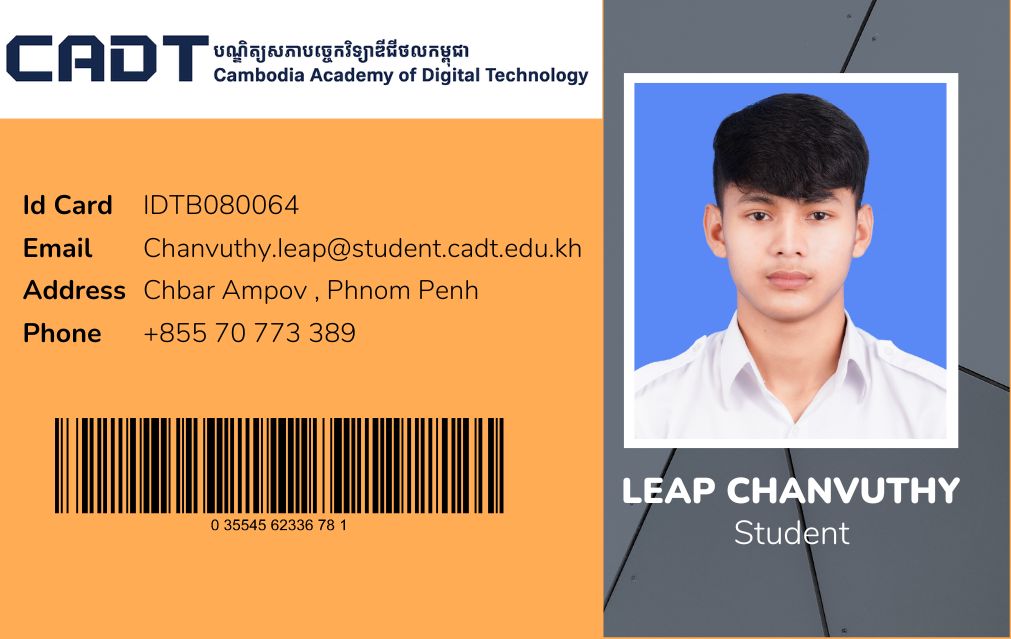 CADT
បណ្ឌិត្យសភាបច្ចេកវិទ្យាឌីជីថលកម្ពុជា
Cambodia Academy of Digital Technology
Id Card IDTB080064
Email Chanvuthy.leap@student.cadt.edu.kh
Address Chbar Ampov , Phnom Penh
Phone +855 70 773 389
0 35545 62336 78 1
LEAP CHANVUTHY
Student